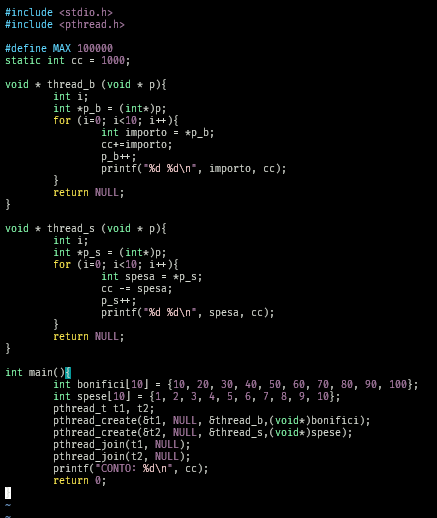 #include <stdio.h>
#include <pthread.h>
#define MAX 100000
static int cc = 1000;
void * thread_b (void * p){
int i;
int *p_b = (int*)p;
for (i=0; i<10; i++){
int importo = *p_b;
cc+=importo;
p_b++;
printf("%d %d\n", importo, cc);
}
return NULL;
}
void * thread_s (void * p){
int i;
int *p_s = (int*)p;
for (i=0; i<10; i++){
int spesa = *p_s;
cc -= spesa;
p_s++;
printf("%d %d\n", spesa, cc);
}
return NULL;
}
int main(){
int bonifici[10] = {10, 20, 30, 40, 50, 60, 70, 80, 90, 100};
int spese[10] = {1, 2, 3, 4, 5, 6, 7, 8, 9, 10};
pthread_t t1, t2;
pthread_create(&t1, NULL, &thread_b,(void*)bonifici);
pthread_create(&t2, NULL, &thread_s,(void*)spese);
pthread_join(t1, NULL);
pthread_join(t2, NULL);
printf("CONTO: %d\n", cc);
return 0;
}
~
~